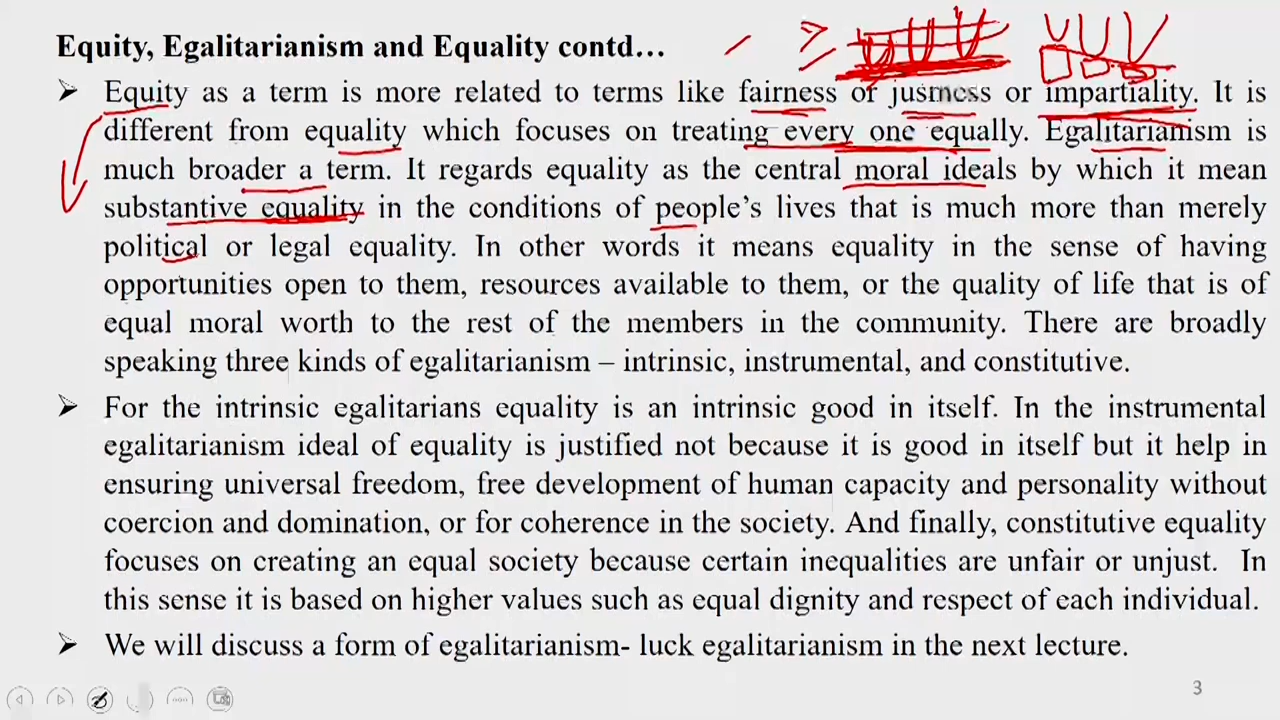 Equity, Egalitarianism and Equality contd…
➢ Equity as a term is more related to terms like fairness or justness or impartiality. It is
different from equality which focuses on treating every one equally. Egalitarianism is
much broader a term. It regards equality as the central moral ideals by which it mean
substantive equality in the conditions of people's lives that is much more than merely
political or legal equality. In other words it means equality in the sense of having
opportunities open to them, resources available to them, or the quality of life that is of
equal moral worth to the rest of the members in the community. There are broadly
speaking three kinds of egalitarianism – intrinsic, instrumental, and constitutive.
➢ For the intrinsic egalitarians equality is an intrinsic good in itself. In the instrumental
egalitarianism ideal of equality is justified not because it is good in itself but it help in
ensuring universal freedom, free development of human capacity and personality without
coercion and domination, or for coherence in the society. And finally, constitutive equality
focuses on creating an equal society because certain inequalities are unfair or unjust. In
this sense it is based on higher values such as equal dignity and respect of each individual.
➢ We will discuss a form of egalitarianism- luck egalitarianism in the next lecture.
3